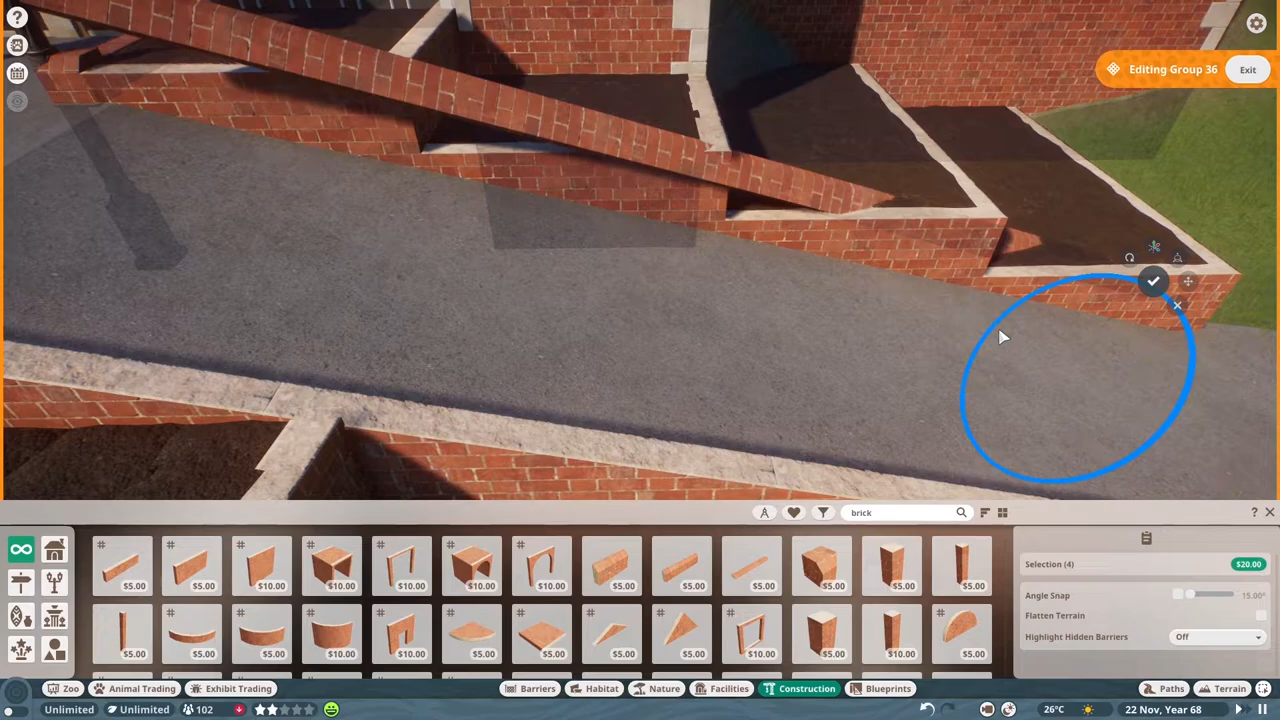 ?
Editing Group 36
Exit
brick
?
$5.00
$5.00
$10.00
$10.00
$10.00
$10.00
$10.00
$5.00
$5.00
$5.00
$5.00
$5.00
$5.00
Selection (4)
$20.00
Angle Snap
15.00°
Flatten Terrain
Highlight Hidden Barriers
Off
$5.00
$5.00
$5.00
$10.00
$10.00
$5.00
$5.00
$5.00
$5.00
$10.00
$5.00
$5.00
$5.00
Zoo
Animal Trading
Exhibit Trading
Barriers
Habitat
Nature
Facilities
Construction
Blueprints
Paths
Terrain
Unlimited
Unlimited
102
26°C
22 Nov, Year 68